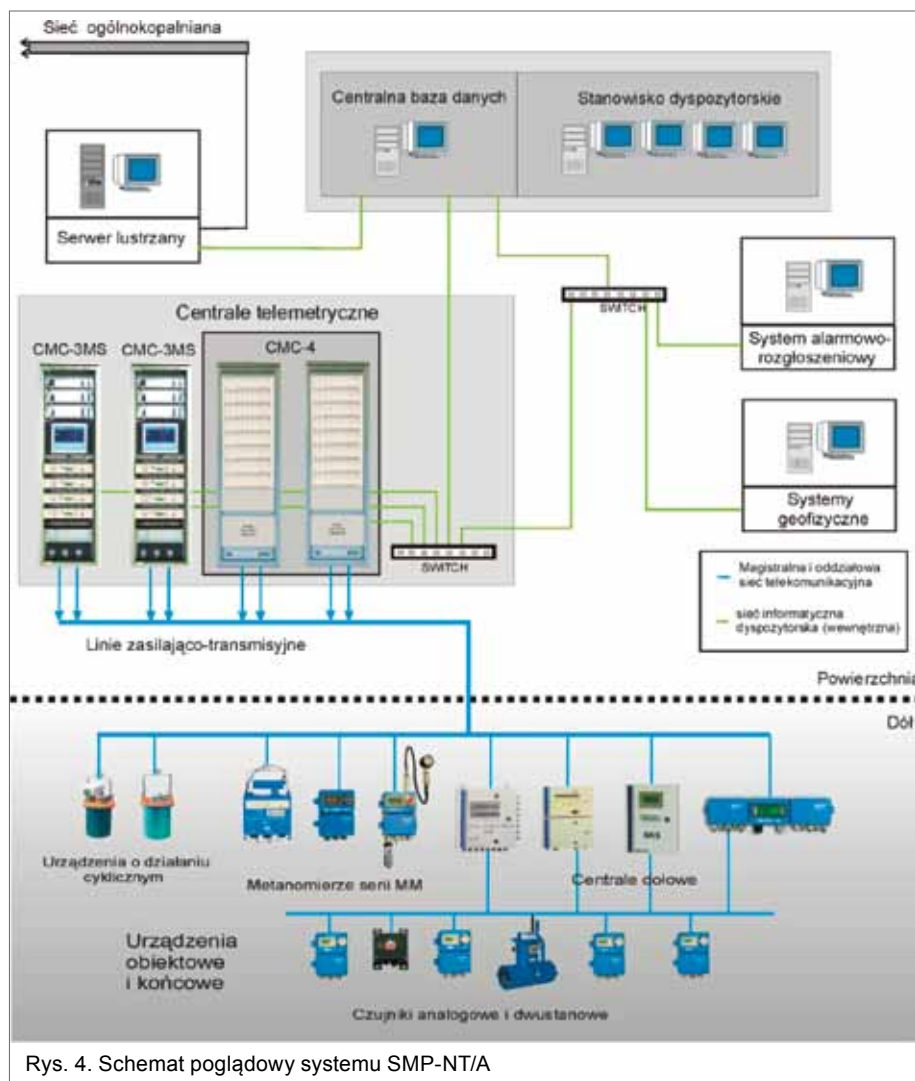 Sieć ogólnokopalniana
Centralna baza danych
Stanowisko dyspozytorskie
Serwer lustrzany
SWITCH
System alarmowo-
rozgłoszeniowy
Centrale telemetryczne
CMC-3MS
CMC-3MS
CMC-4
Systemy
geofizyczne
SWITCH
Magistralna i oddziałowa
sieć telekomunikacyjna
sieć informatyczna
dyspozytorska (wewnętrzna)
Linie zasilająco-transmisyjne
Powierzchnia
Dół
Urządzenia o działaniu
cyklicznym
Metanomierze serii MM
Centrale dołowe
Urządzenia
obiektowe
i końcowe
Czujniki analogowe i dwustanowe
Rys. 4. Schemat poglądowy systemu SMP-NT/A